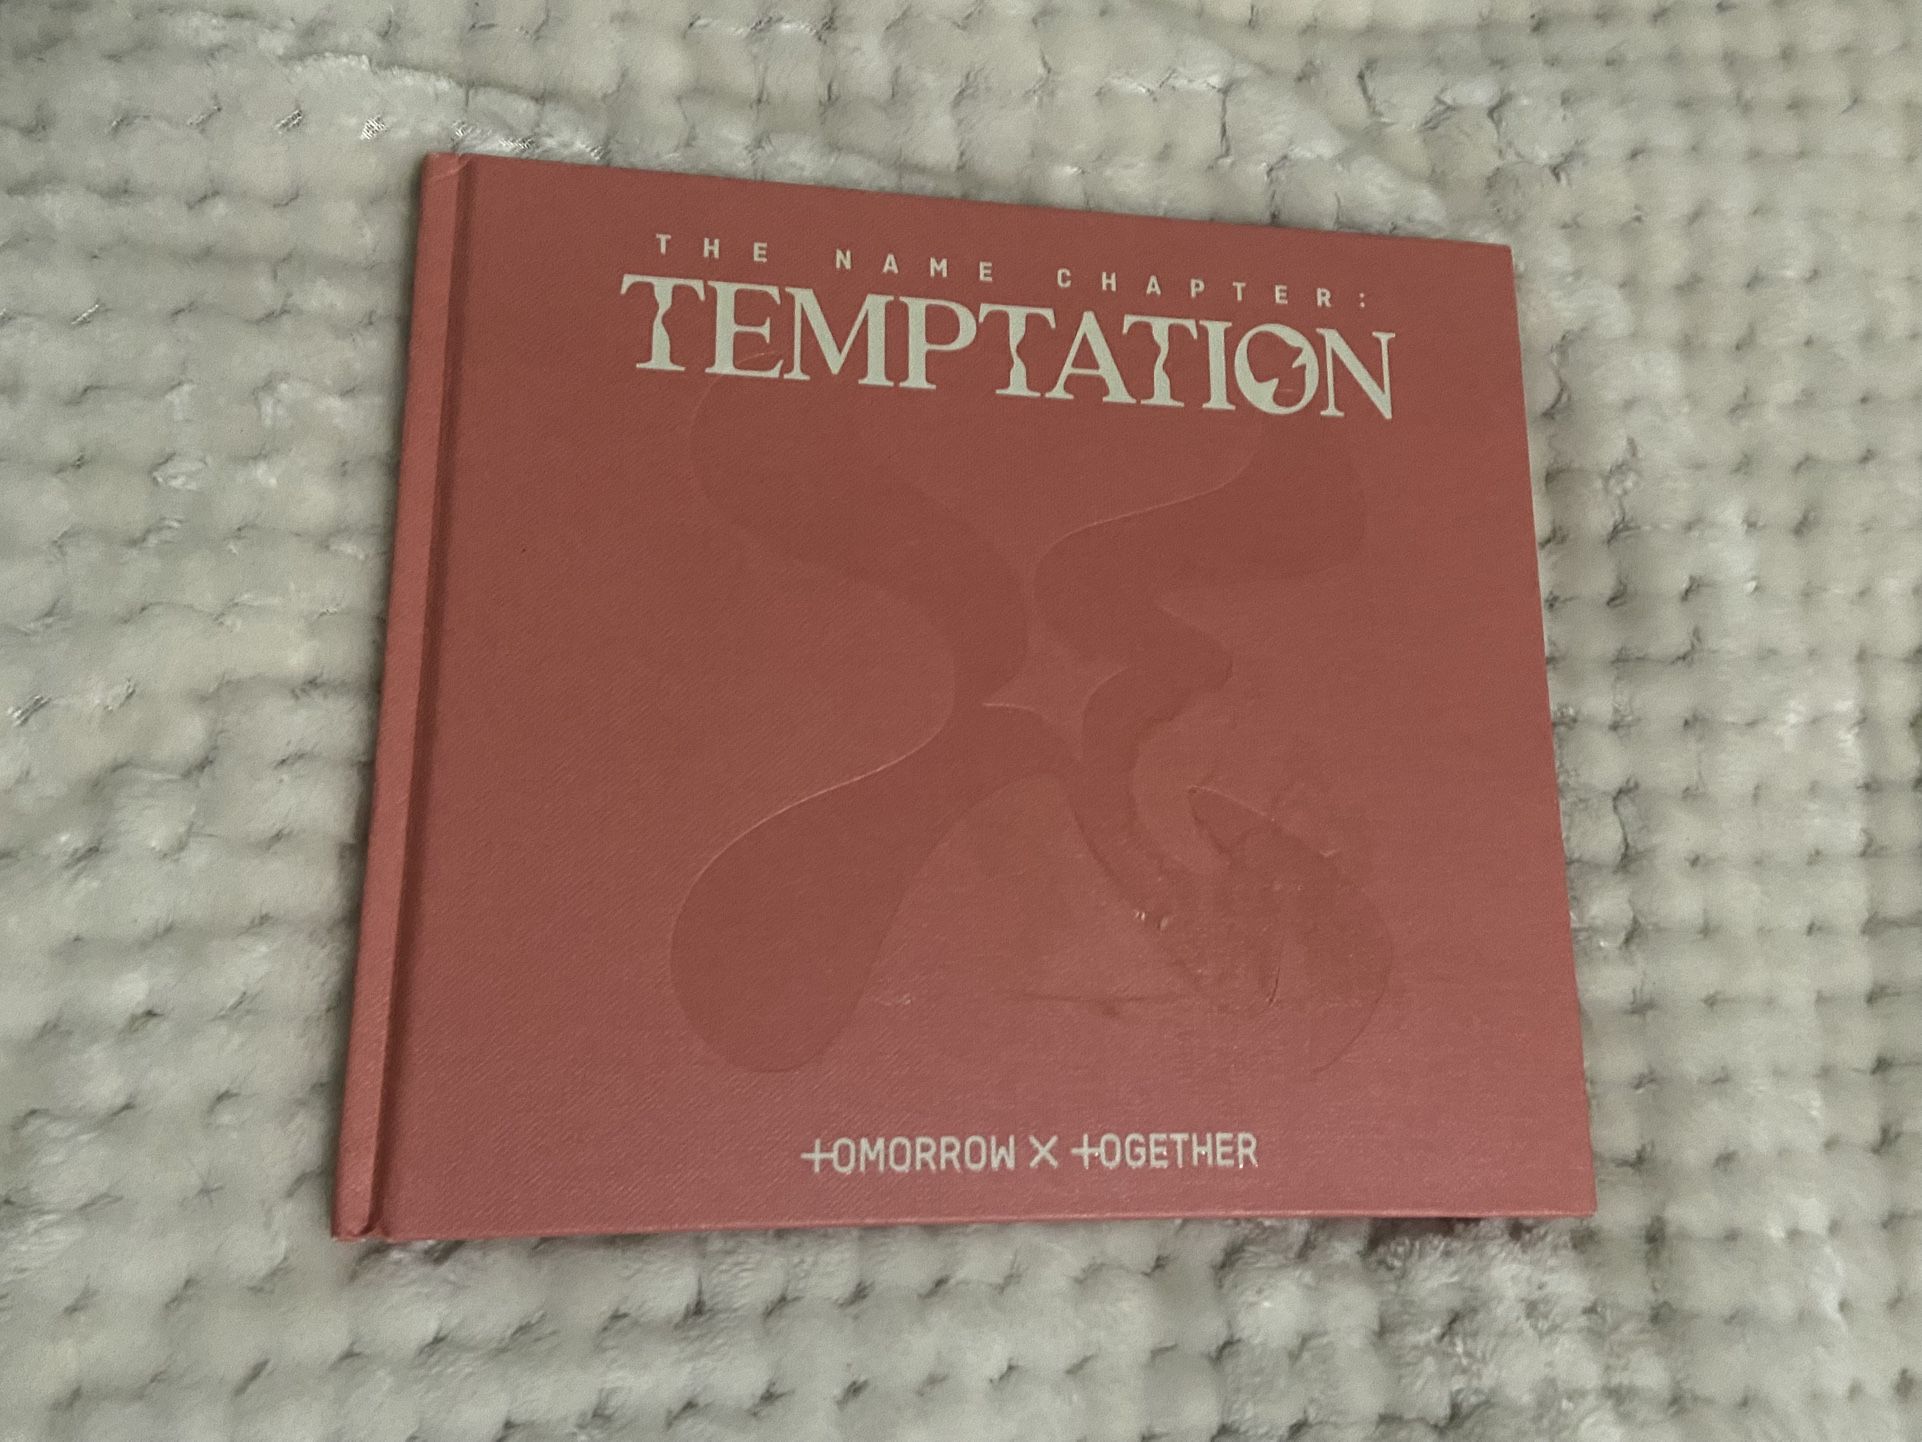 THE NAME CHAPTER:
TEMPTATION
TOMORROW X TOGETHER